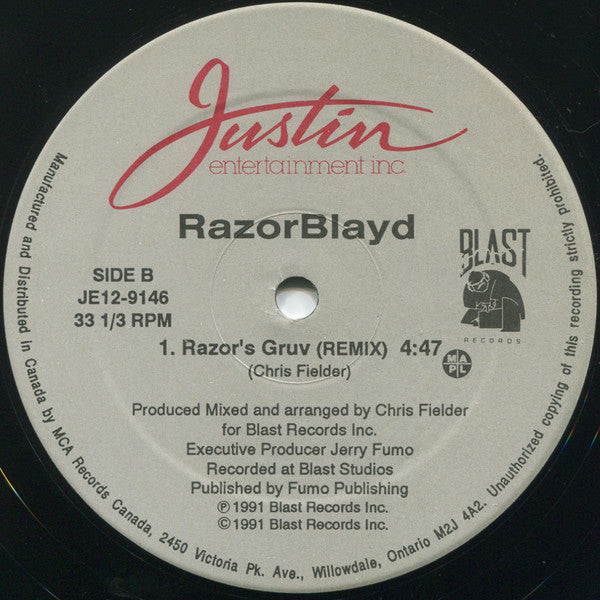 Justin
entertainment inc.
RazorBlayd
BLAST
RECORDS
SIDE B
JE12-9146
33 1/3 RPM
1. Razor's Gruv (REMIX) 4:47
(Chris Fielder)
MAPL
Produced Mixed and arranged by Chris Fielder
for Blast Records Inc.
Executive Producer Jerry Fumo
Recorded at Blast Studios
Published by Fumo Publishing
℗ 1991 Blast Records Inc.
©1991 Blast Records Inc.
Manufactured and Distributed in Canada by MCA Records Canada, 2450 Victoria Pk. Ave., Willowdale, Ontario M2J 4A2. Unauthorized copying of this recording strictly prohibited.